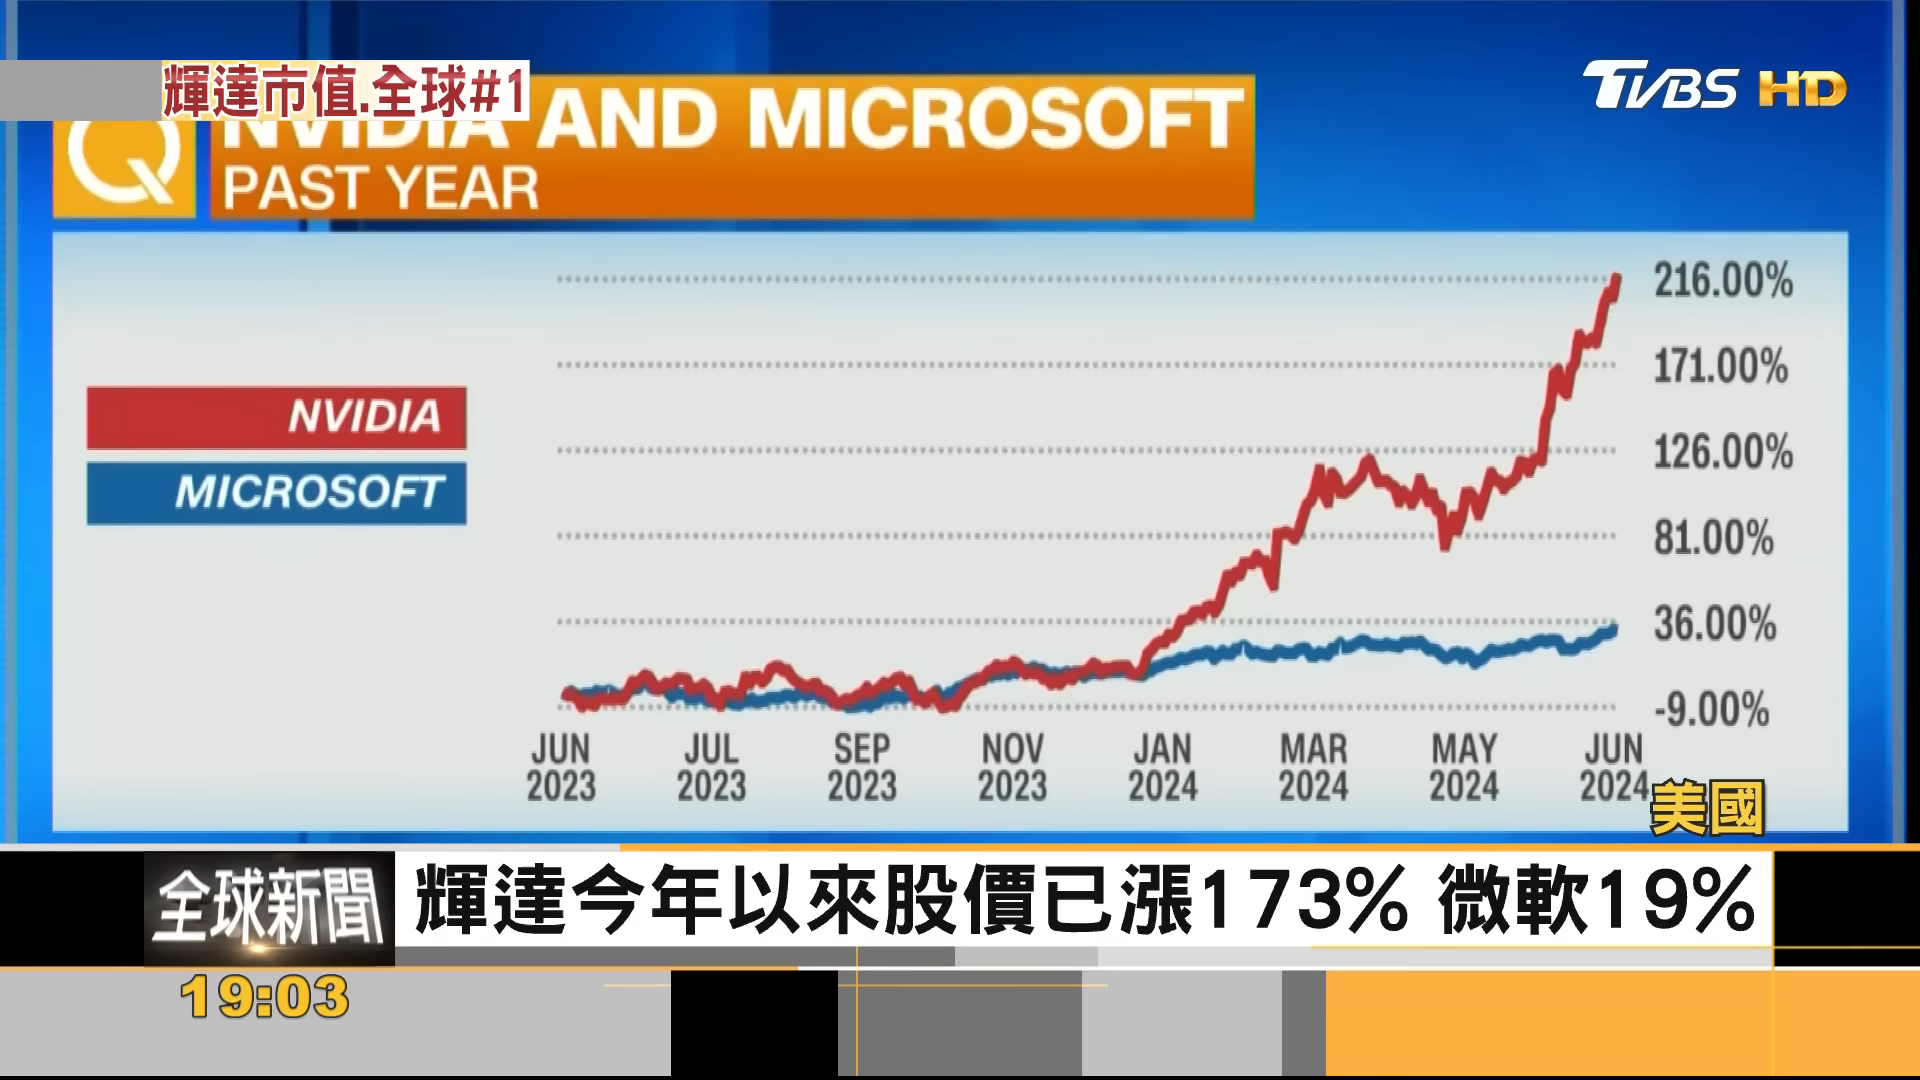 輝達市值.全球#1
TVBS HD
Q
NVIDIA AND MICROSOFT
PAST YEAR
216.00%
171.00%
126.00%
81.00%
36.00%
-9.00%
NVIDIA
MICROSOFT
JUN 2023
JUL 2023
SEP 2023
NOV 2023
JAN 2024
MAR 2024
MAY 2024
JUN 2024
美國
全球新聞
輝達今年以來股價已漲173% 微軟19%
19:03